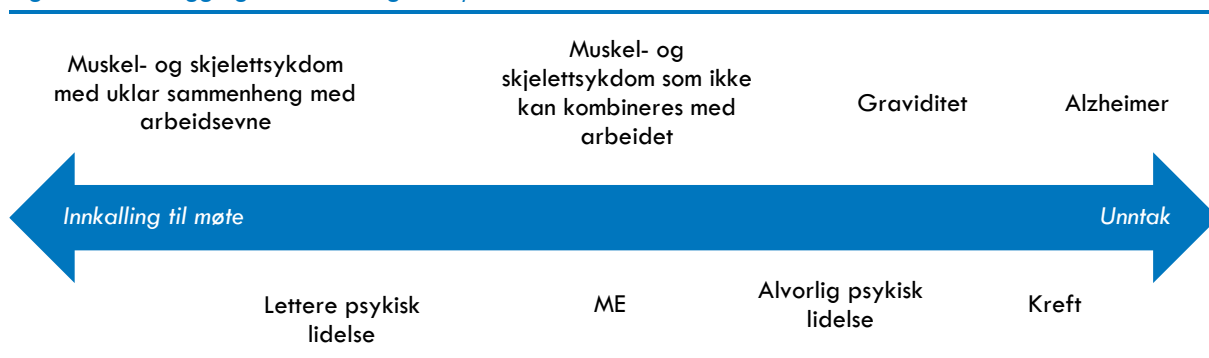 Muskel- og skjelettsykdom
med uklar sammenheng med
arbeidsevne
Muskel- og
skjelettsykdom som ikke
kan kombineres med
arbeidet
Graviditet
Alzheimer
Innkalling til møte
Unntak
Lettere psykisk
lidelse
ME
Alvorlig psykisk
lidelse
Kreft